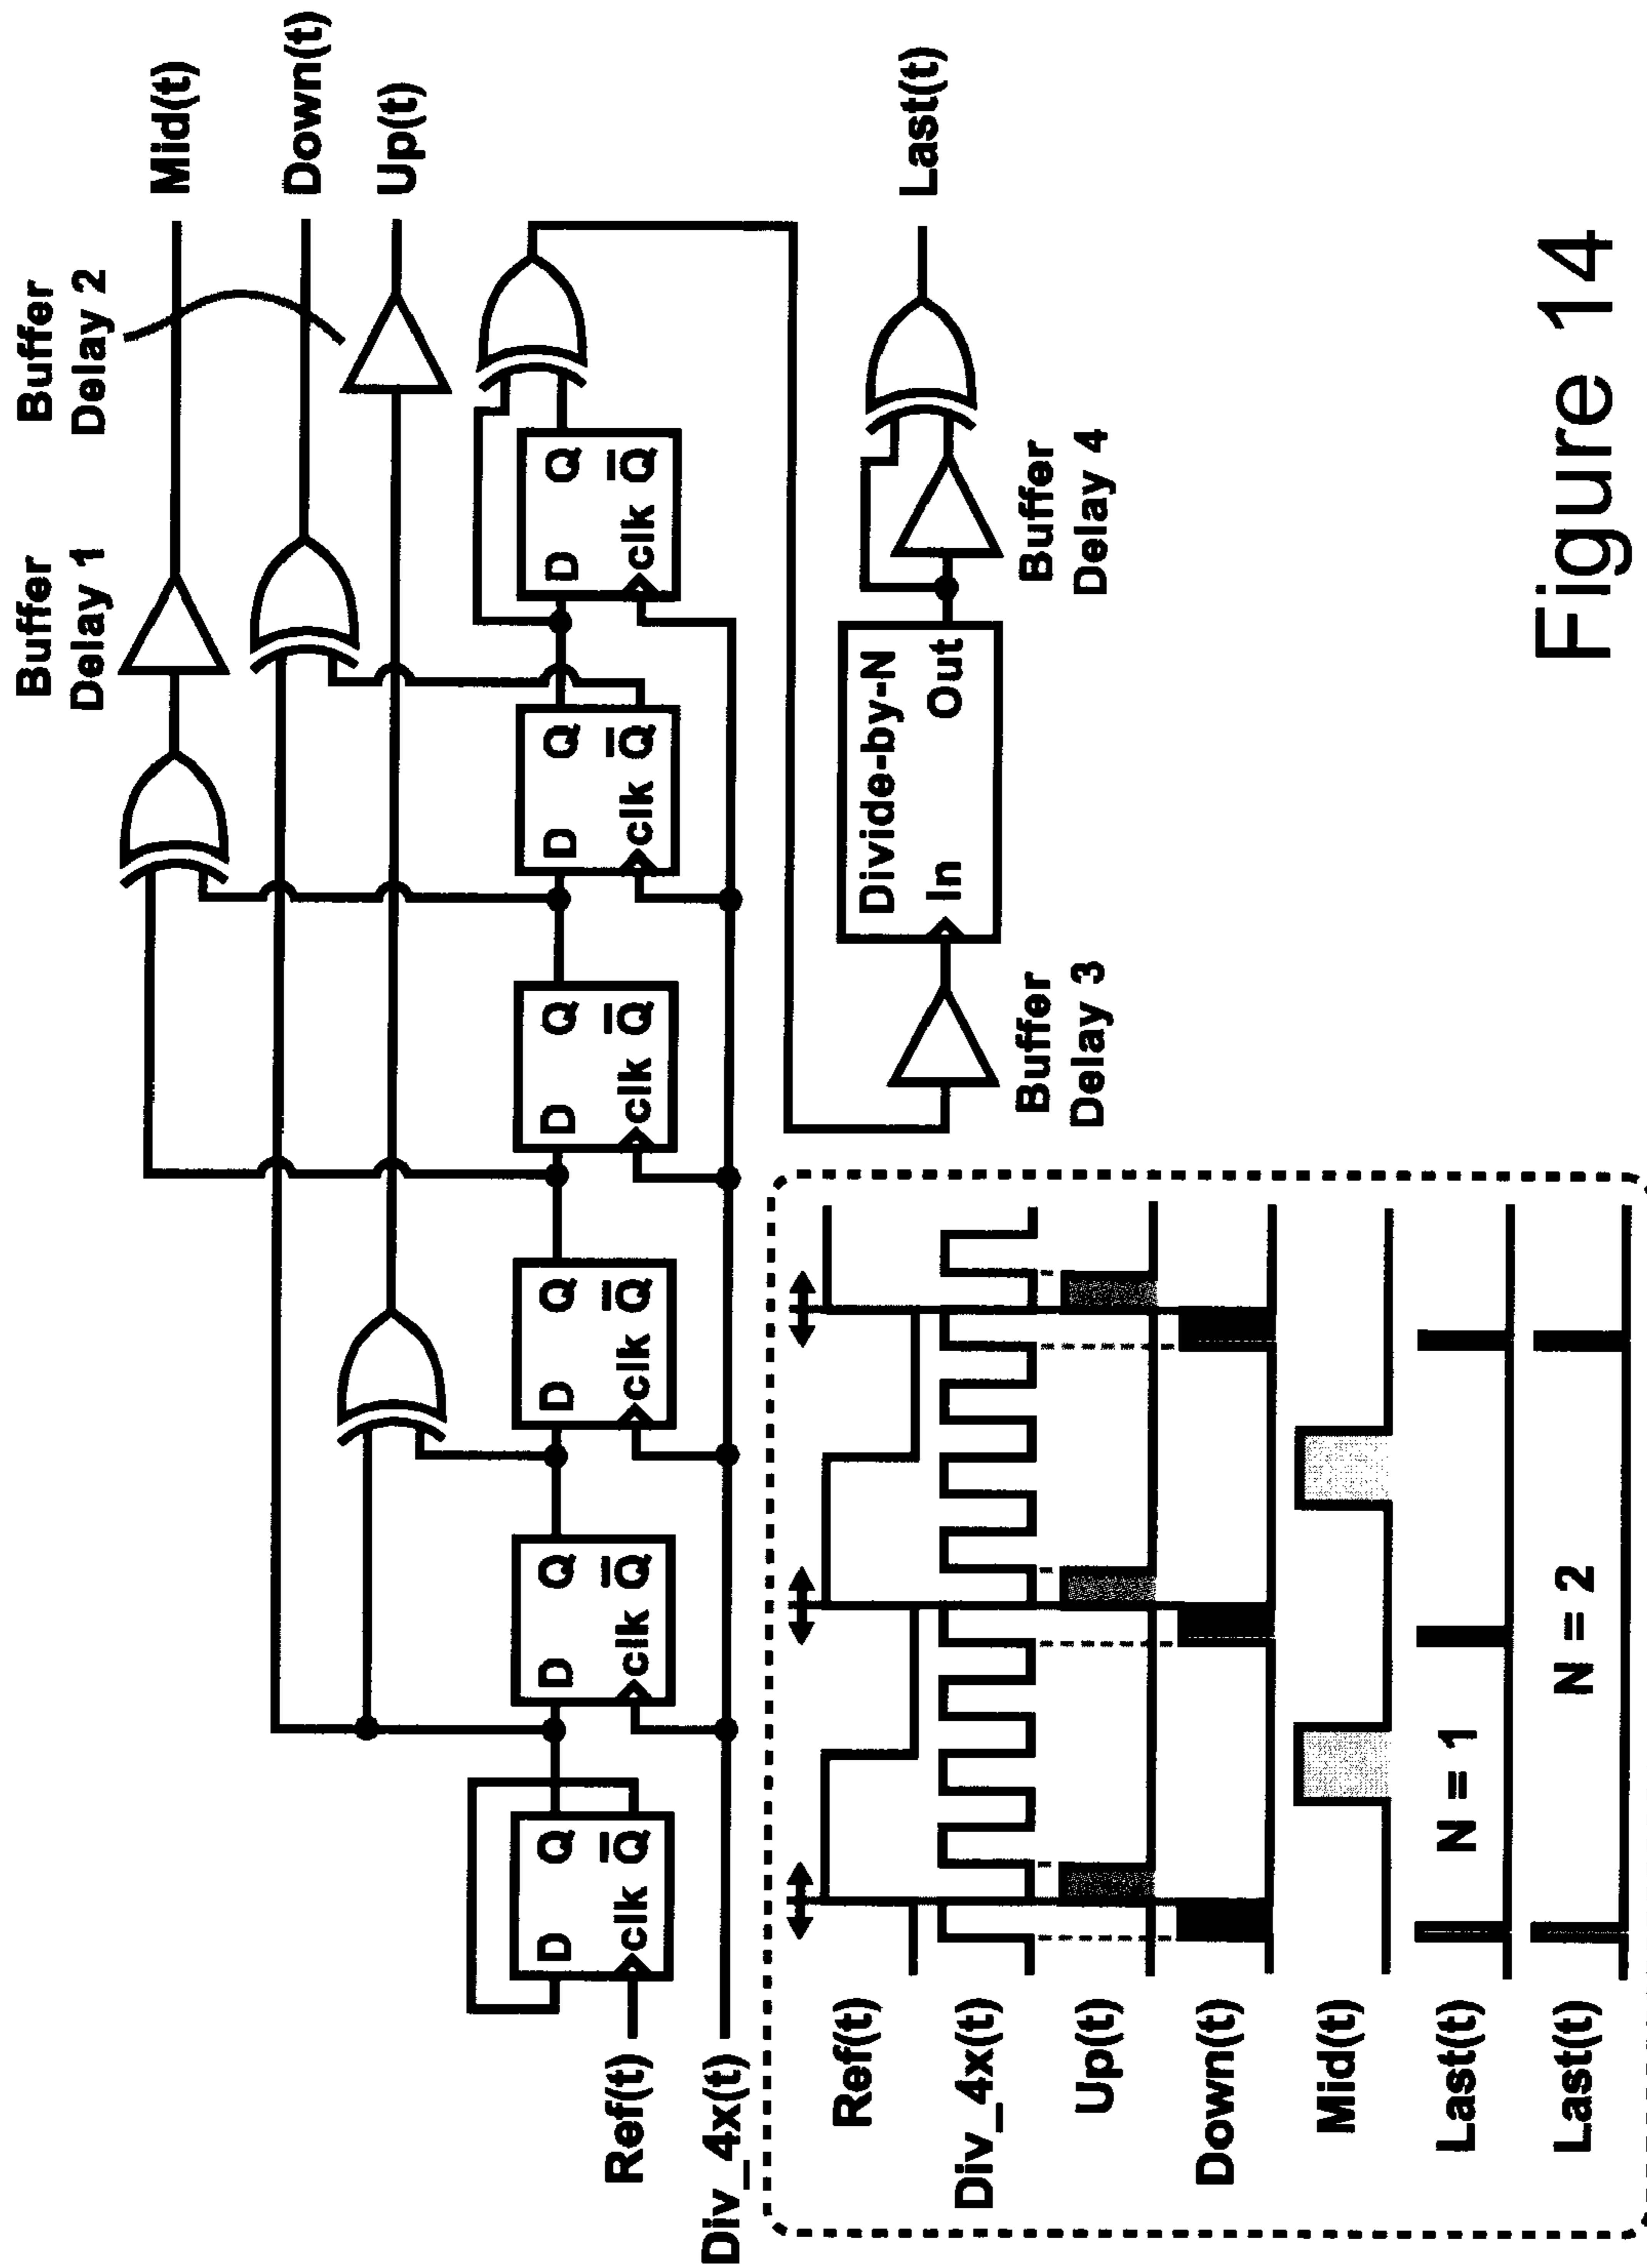 Buffer
Delay 1
Buffer
Delay 2
Mid(t)
Down(t)
Up(t)
D Q
clk Q̅
D Q
clk Q̅
D Q
clk Q̅
D Q
clk Q̅
D Q
clk Q̅
D Q
clk Q̅
Ref(t)
Div_4x(t)
Divide-by-N
In Out
Buffer
Delay 3
Buffer
Delay 4
Last(t)
Ref(t)
Div_4x(t)
Up(t)
Down(t)
Mid(t)
Last(t)
N = 1
Last(t)
N = 2
Figure 14